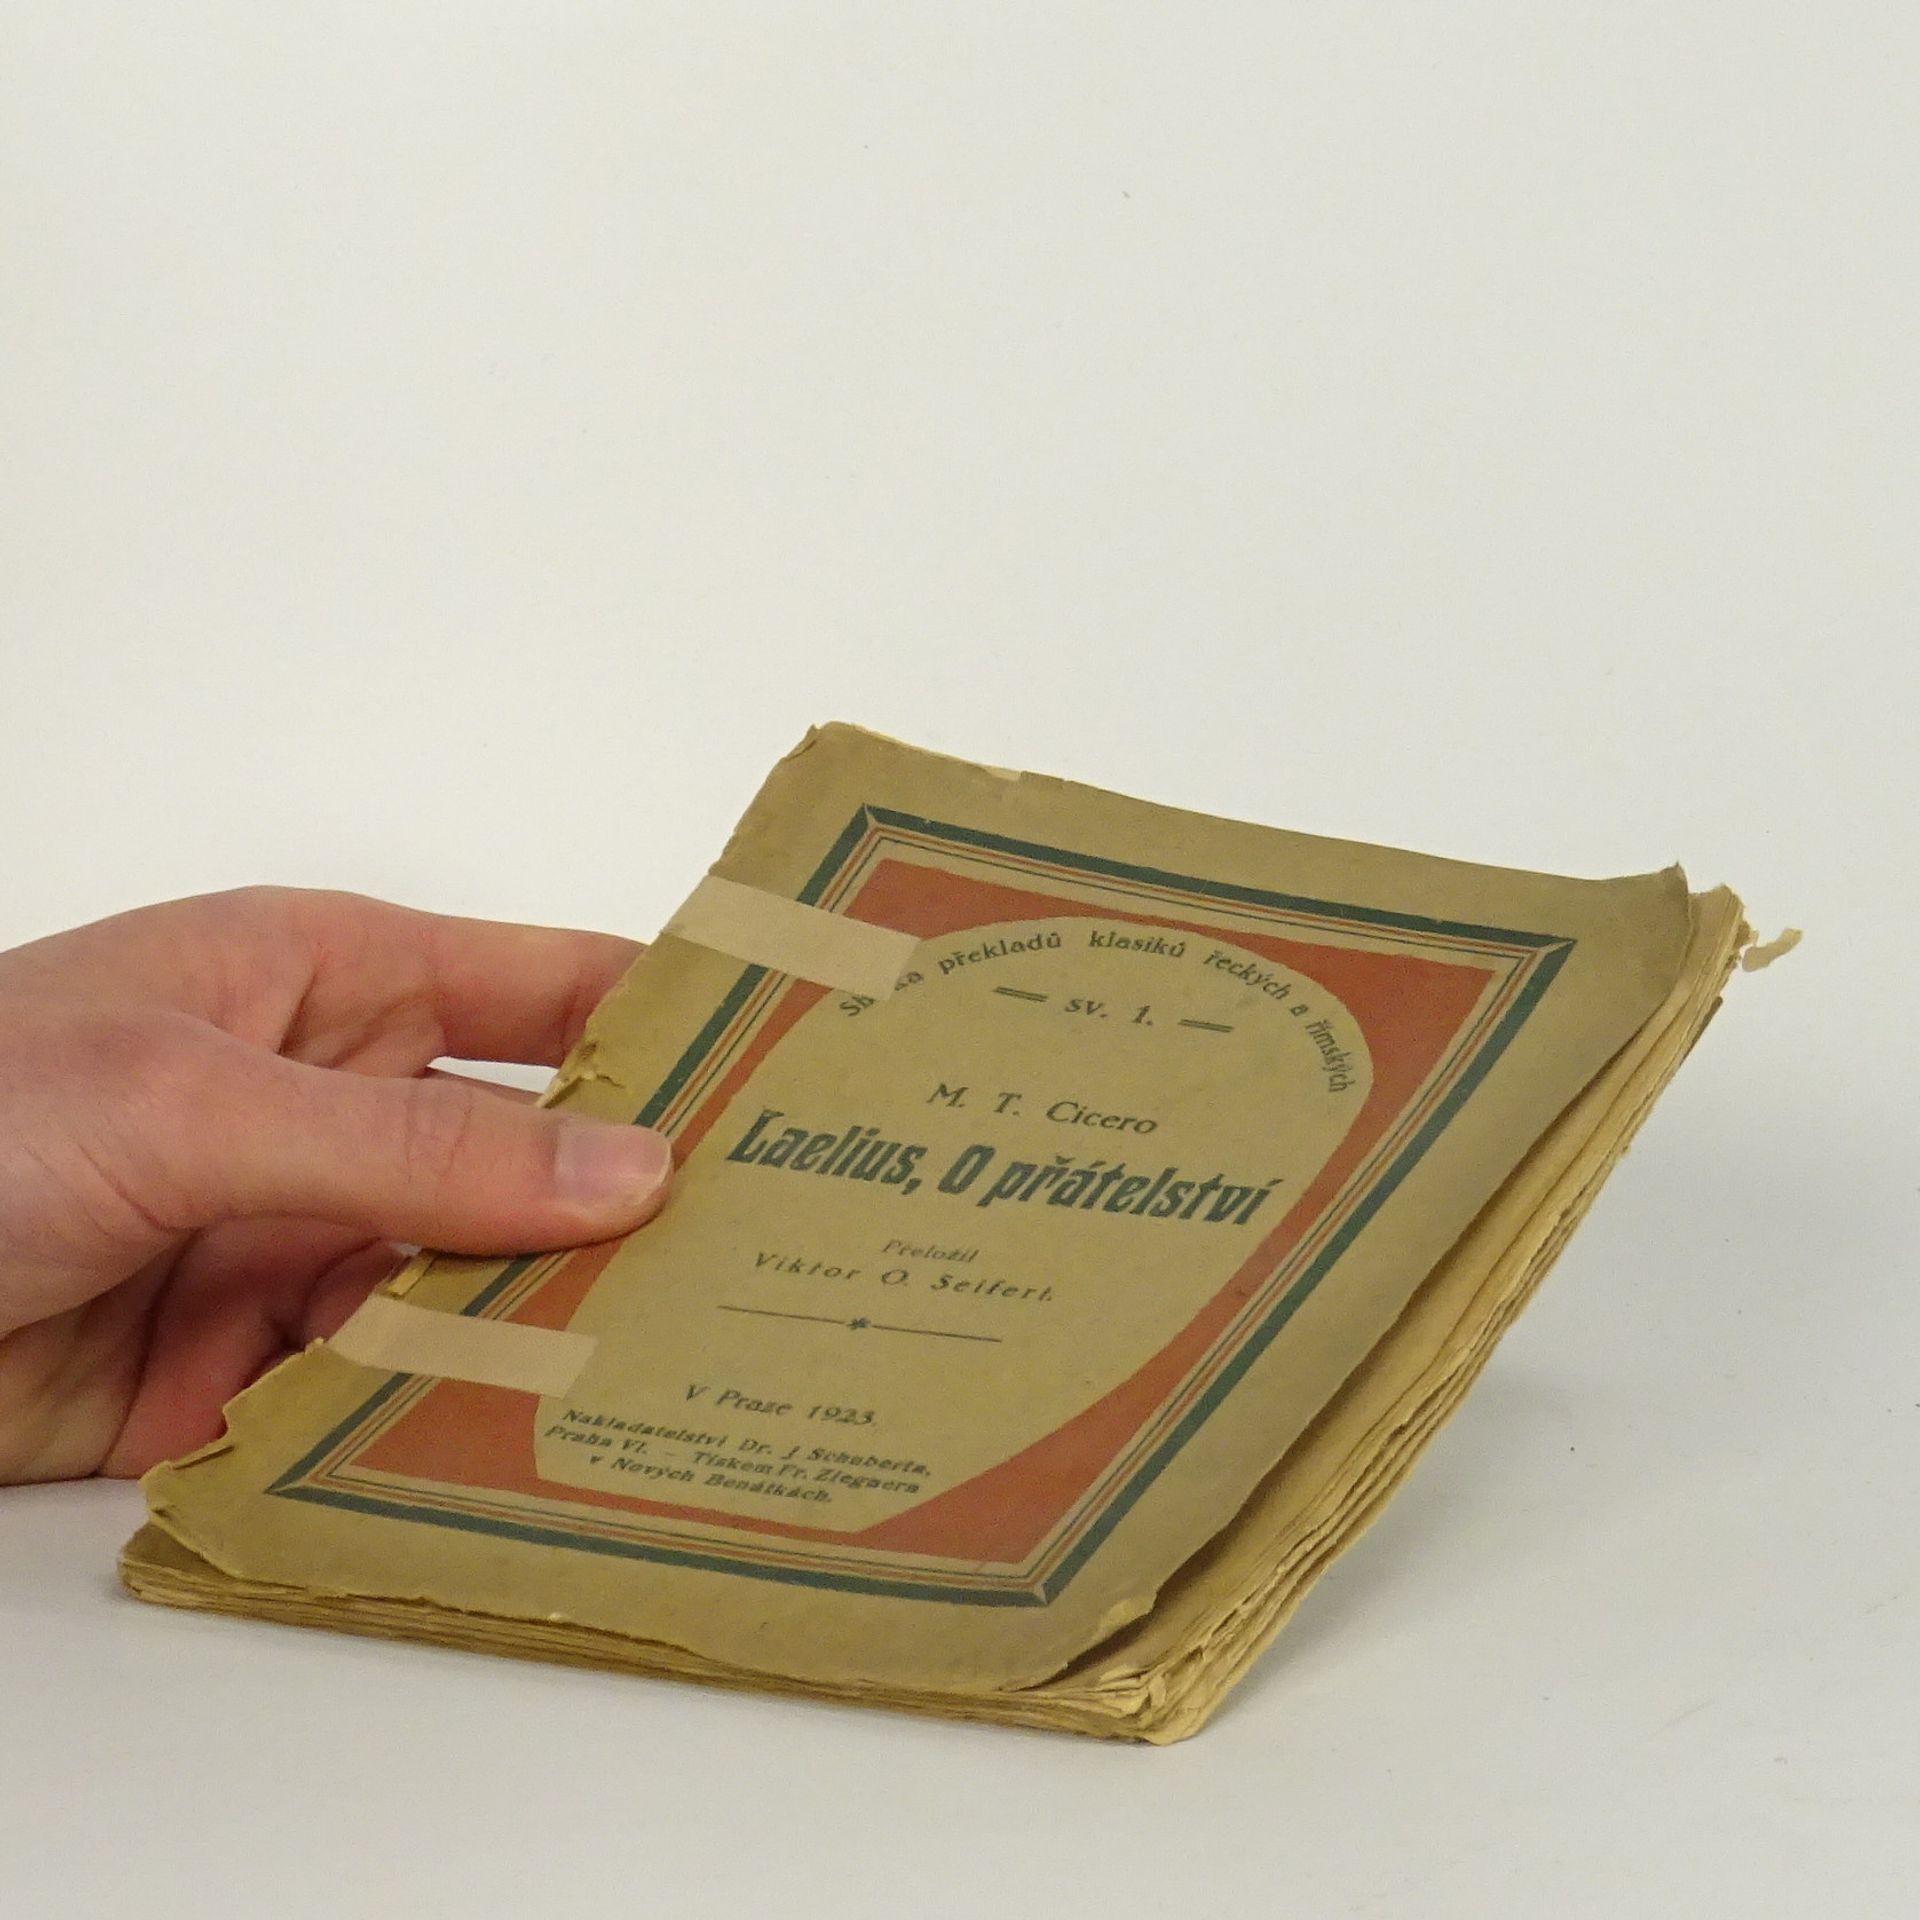 překladů klasiků řeckých a římských
sv. 1.
M. T. Cicero
Laelius, O přátelství
Přeložil
Viktor O. Seifert.
V Praze 1923.
Nakladatelství Dr. J Schuberta,
Praha VI. — Tiskem Fr. Ziegnera
v Nových Benátkách.